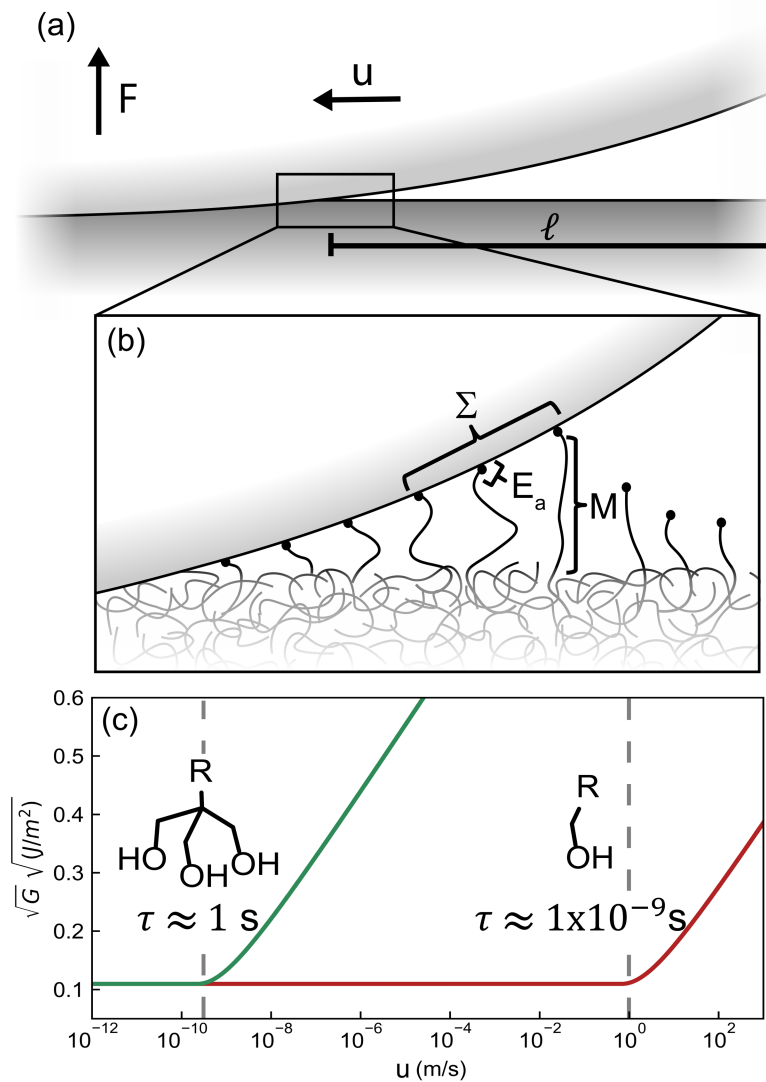 (a)
F
u
ℓ
(b)
Σ
Eₐ
M
(c)
0.6
0.5
0.4
0.3
0.2
0.1
√G √(J/m²)
R
HO
OH
OH
τ ≈ 1 s
R
OH
τ ≈ 1x10⁻⁹s
10⁻¹² 10⁻¹⁰ 10⁻⁸ 10⁻⁶ 10⁻⁴ 10⁻² 10⁰ 10²
u (m/s)